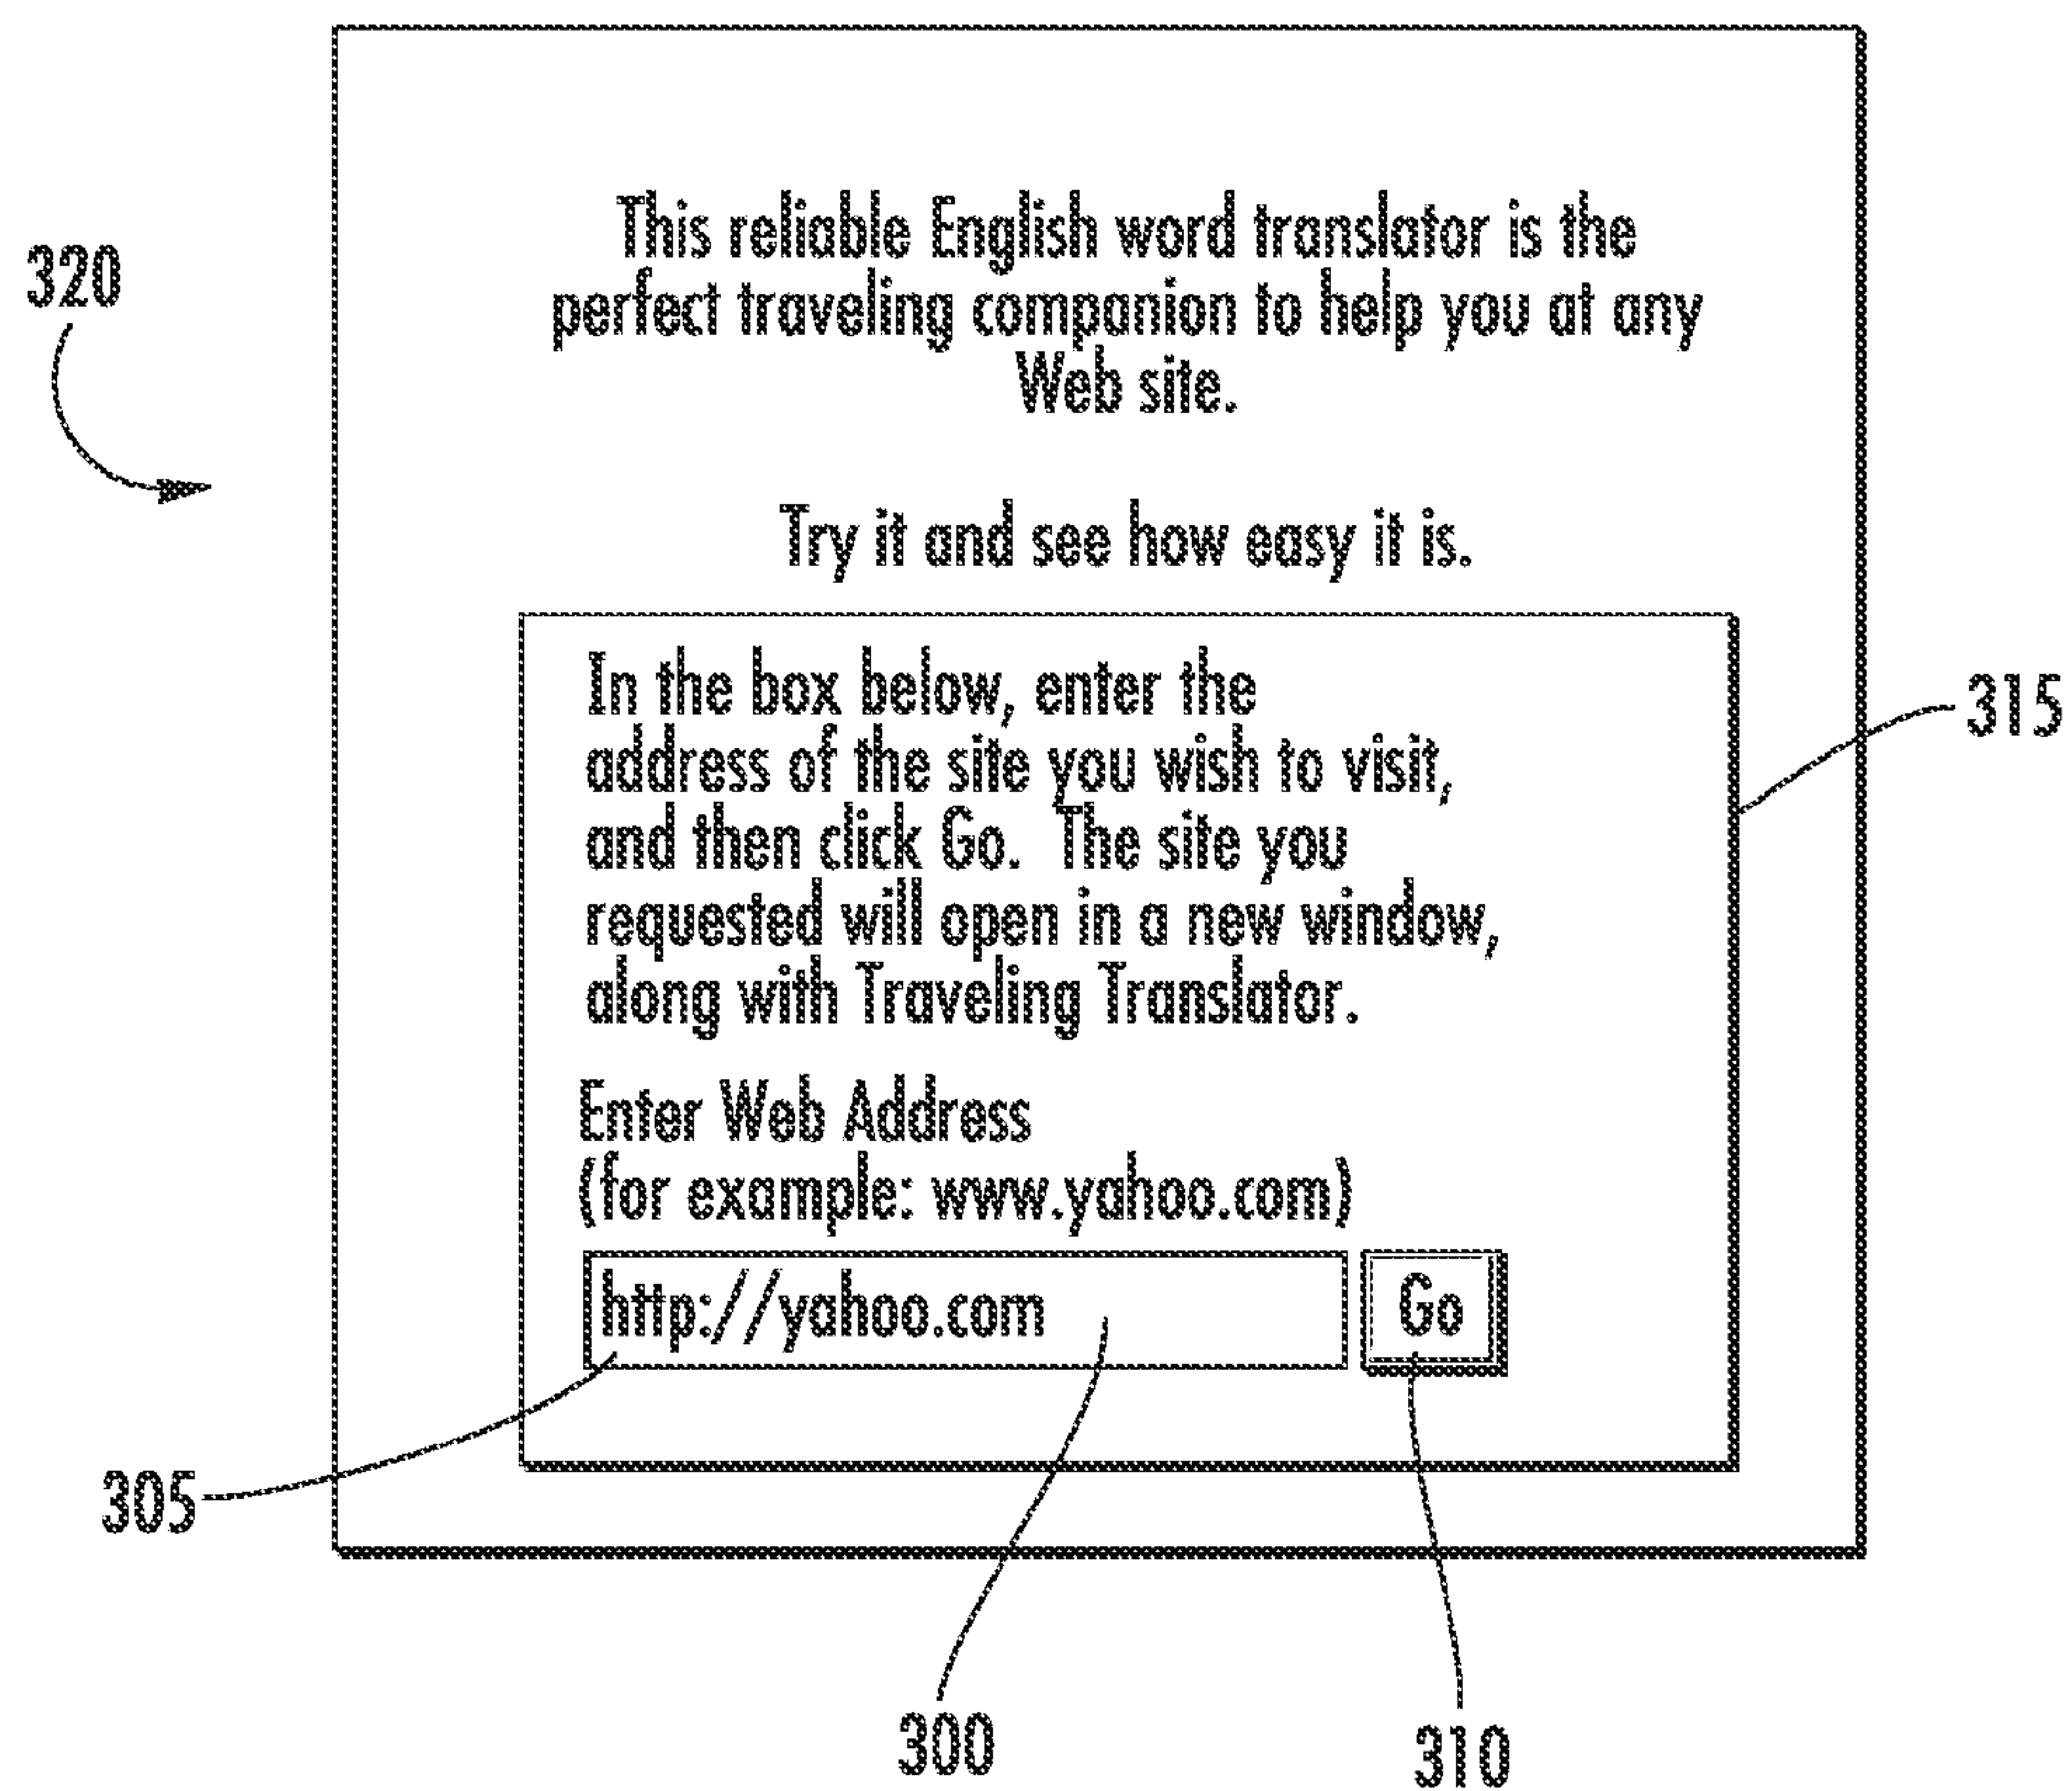 This reliable English word translator is the
perfect traveling companion to help you at any
Web site.
320
Try it and see how easy it is.
In the box below, enter the
address of the site you wish to visit,
and then click Go. The site you
requested will open in a new window,
along with Traveling Translator.
315
Enter Web Address
(for example: www.yahoo.com)
http://yahoo.com
Go
305
300
310